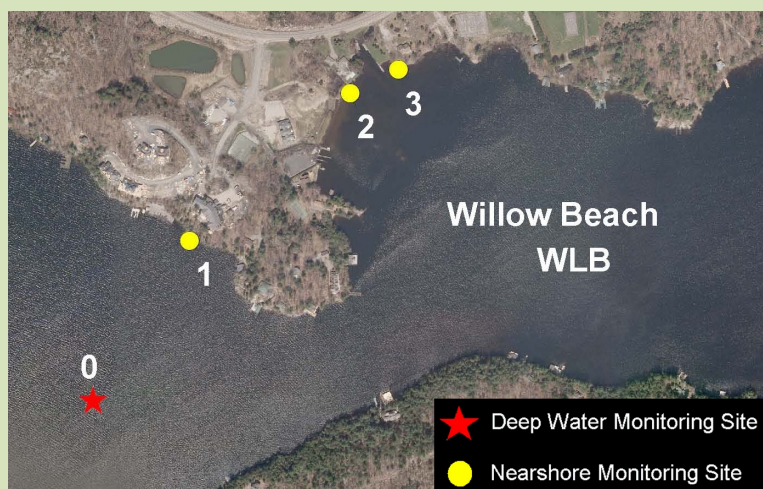 3
2
Willow Beach
WLB
1
0
Deep Water Monitoring Site
Nearshore Monitoring Site